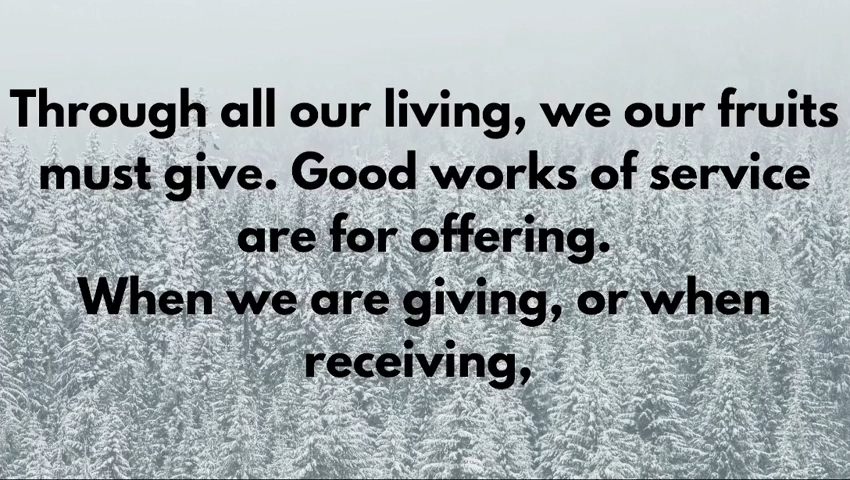 Through all our living, we our fruits
must give. Good works of service
are for offering.
When we are giving, or when
receiving,